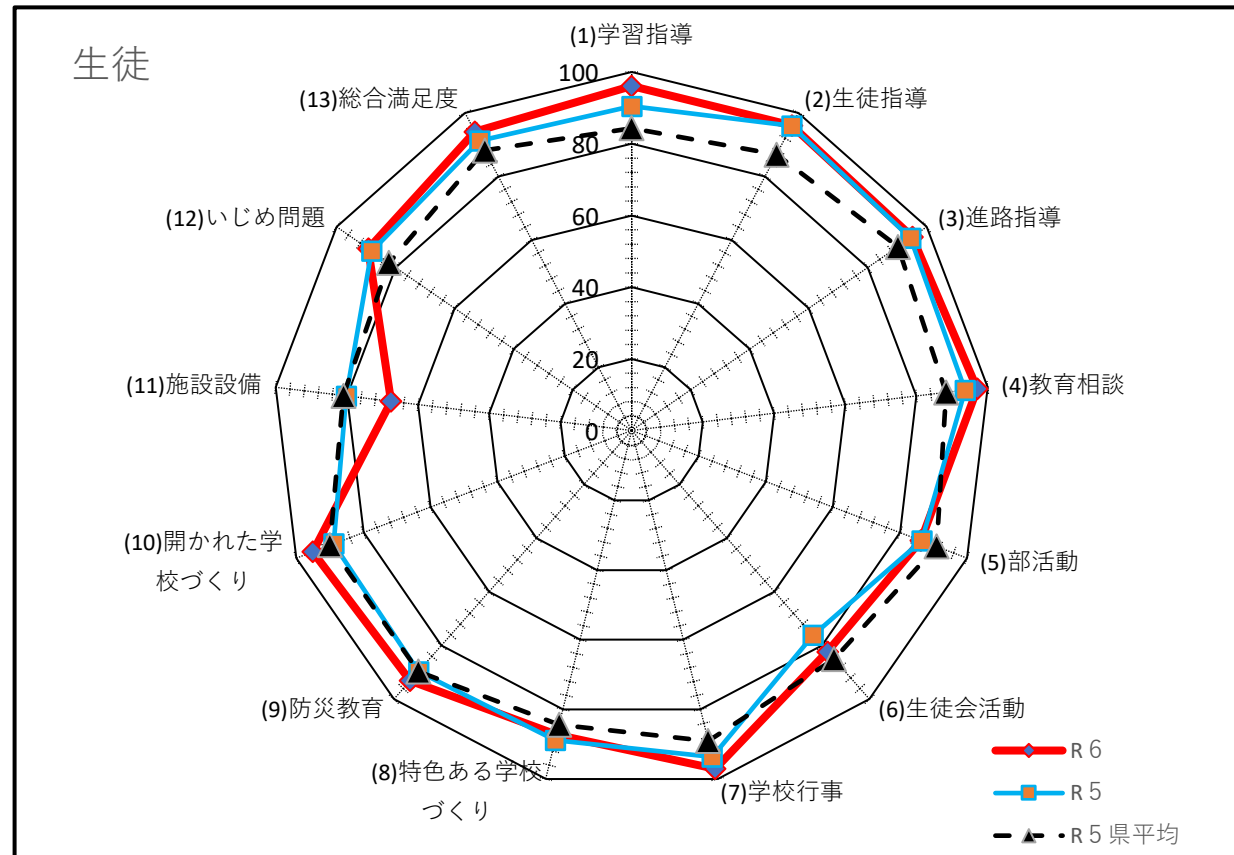 生徒
(1)学習指導
(2)生徒指導
(3)進路指導
(4)教育相談
(5)部活動
(6)生徒会活動
(7)学校行事
(8)特色ある学校
づくり
(9)防災教育
(10)開かれた学
校づくり
(11)施設設備
(12)いじめ問題
(13)総合満足度
100
80
60
40
20
0
R６
R５
R５県平均